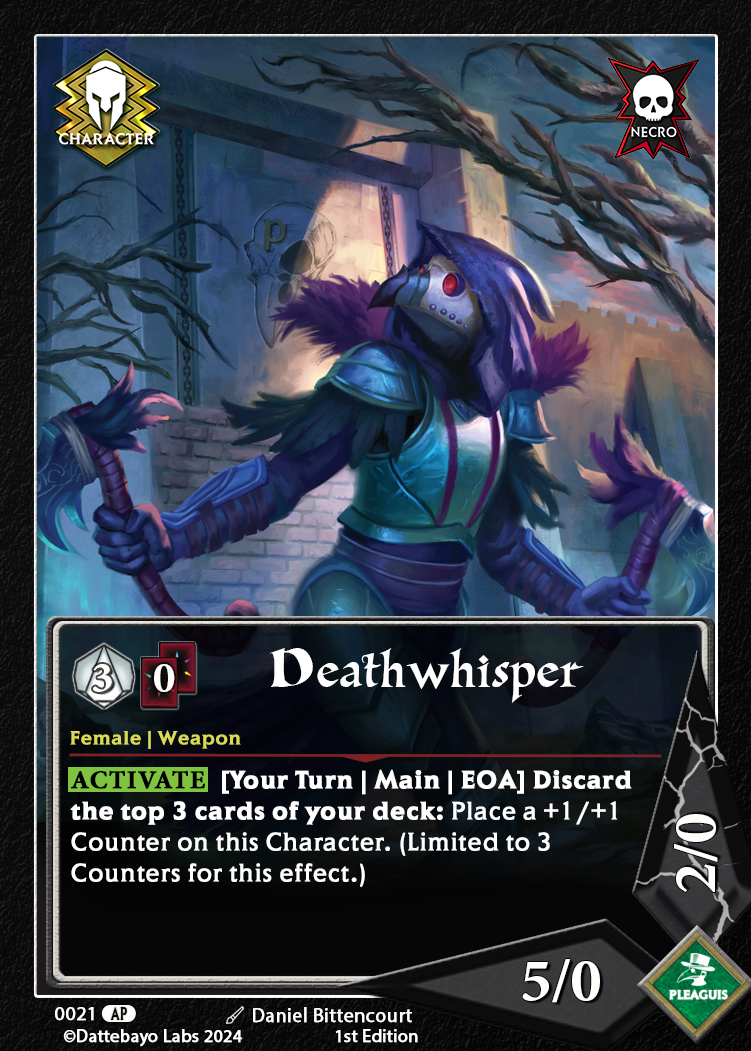 CHARACTER
NECRO
P
3
0
Deathwhisper
Female | Weapon
ACTIVATE [Your Turn | Main | EOA] Discard
the top 3 cards of your deck: Place a +1/+1
Counter on this Character. (Limited to 3
Counters for this effect.)
2/0
5/0
PLEAGUIS
0021 AP
Daniel Bittencourt
©Dattebayo Labs 2024
1st Edition